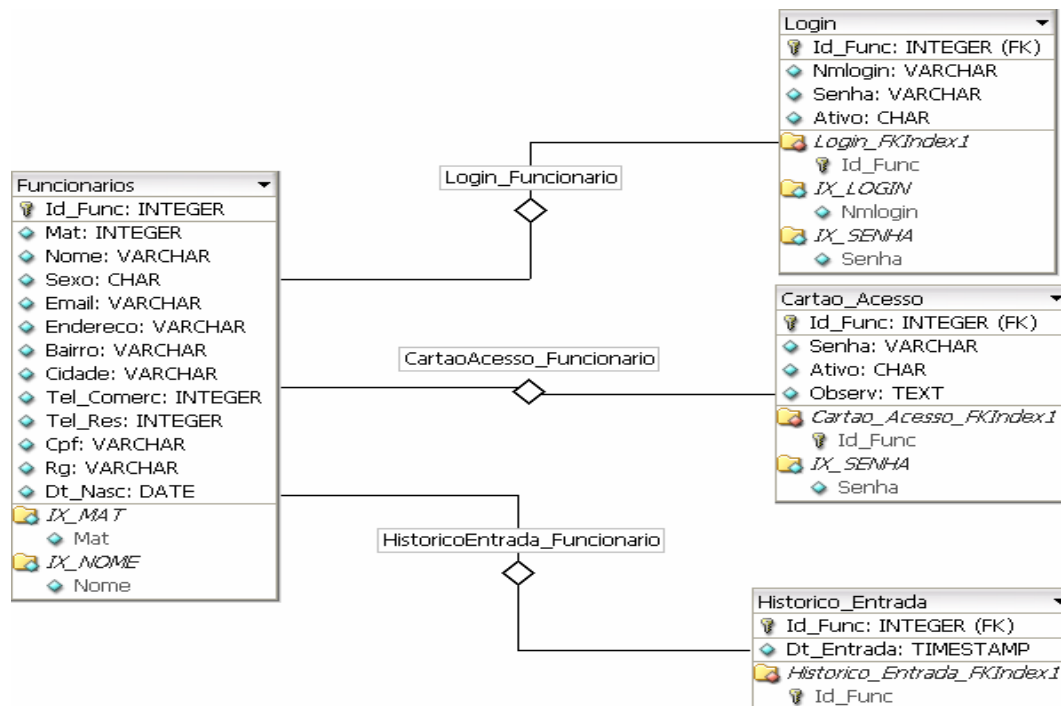 Funcionarios
Id_Func: INTEGER
Mat: INTEGER
Nome: VARCHAR
Sexo: CHAR
Email: VARCHAR
Endereco: VARCHAR
Bairro: VARCHAR
Cidade: VARCHAR
Tel_Comerc: INTEGER
Tel_Res: INTEGER
Cpf: VARCHAR
Rg: VARCHAR
Dt_Nasc: DATE
IX_MAT
Mat
IX_NOME
Nome
Login_Funcionario
CartaoAcesso_Funcionario
HistoricoEntrada_Funcionario
Login
Id_Func: INTEGER (FK)
Nmlogin: VARCHAR
Senha: VARCHAR
Ativo: CHAR
Login_FKIndex1
Id_Func
IX_LOGIN
Nmlogin
IX_SENHA
Senha
Cartao_Acesso
Id_Func: INTEGER (FK)
Senha: VARCHAR
Ativo: CHAR
Observ: TEXT
Cartao_Acesso_FKIndex1
Id_Func
IX_SENHA
Senha
Historico_Entrada
Id_Func: INTEGER (FK)
Dt_Entrada: TIMESTAMP
Historico_Entrada_FKIndex1
Id_Func